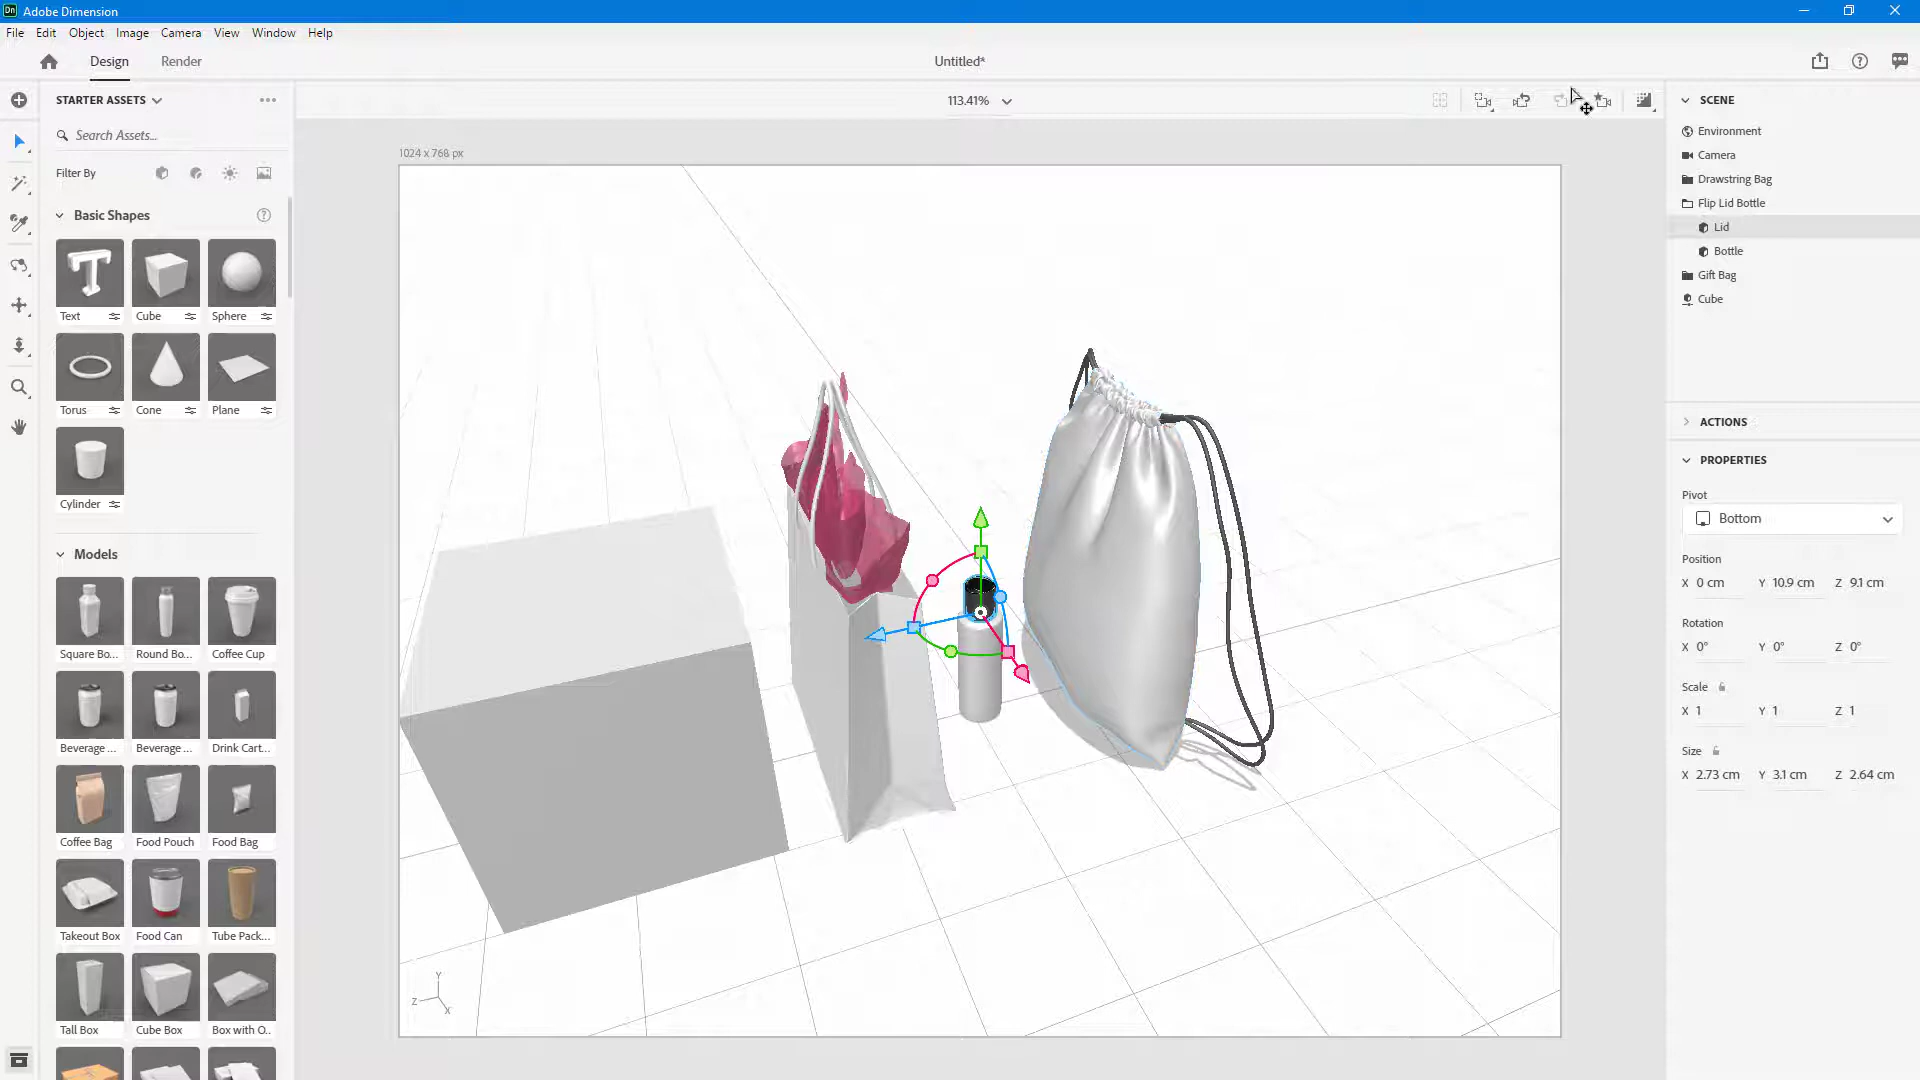 Dn Adobe Dimension
File Edit Object Image Camera View Window Help
Design Render Untitled*
STARTER ASSETS
113.41%
Search Assets...
Filter By
Basic Shapes
Text Cube Sphere
Torus Cone Plane
Cylinder
Models
Square Bo... Round Bo... Coffee Cup
Beverage ... Beverage ... Drink Cart...
Coffee Bag Food Pouch Food Bag
Takeout Box Food Can Tube Pack...
Tall Box Cube Box Box with O..
1024 x 768 px
Y
Z
X
SCENE
Environment
Camera
Drawstring Bag
Flip Lid Bottle
Lid
Bottle
Gift Bag
Cube
ACTIONS
PROPERTIES
Pivot
Bottom
Position
X 0 cm Y 10.9 cm Z 9.1 cm
Rotation
X 0° Y 0° Z 0°
Scale
X 1 Y 1 Z 1
Size
X 2.73 cm Y 3.1 cm Z 2.64 cm